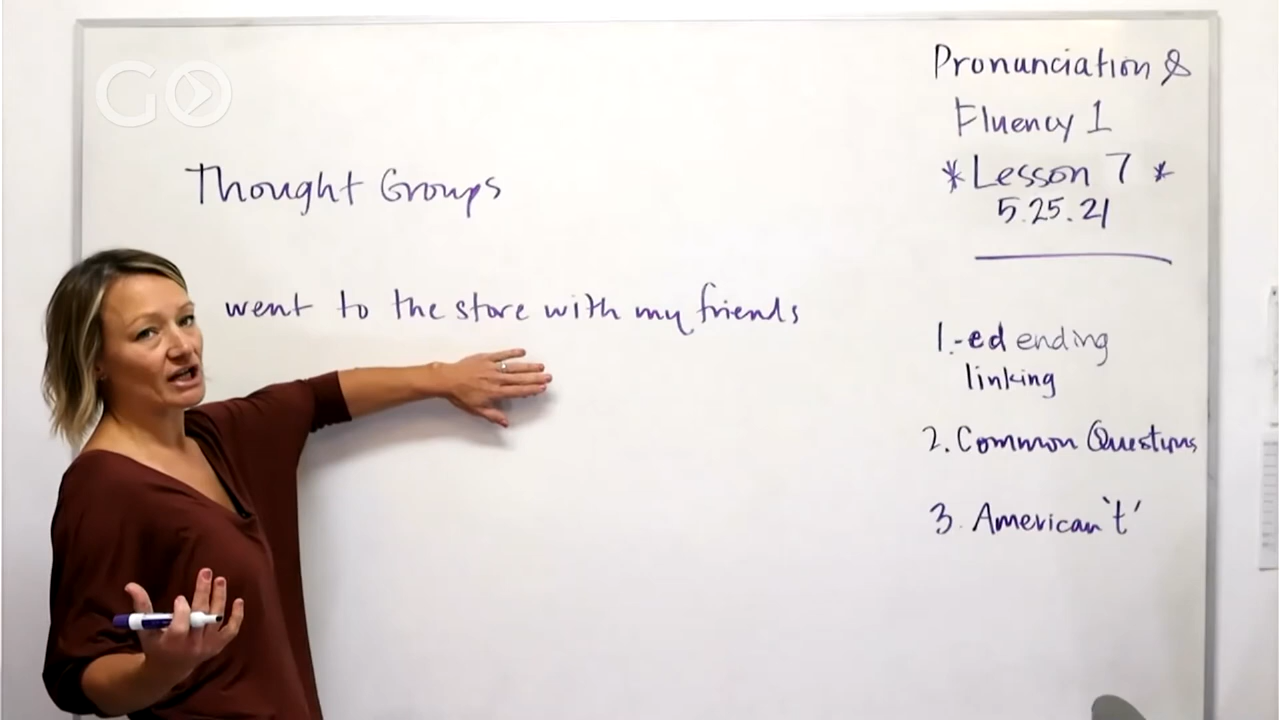 GO
Thought Groups
went to the store with my friends
Pronunciation &
Fluency 1
*Lesson 7*
5.25.21
1.-ed ending
linking
2. Common Questions
3. American 't'